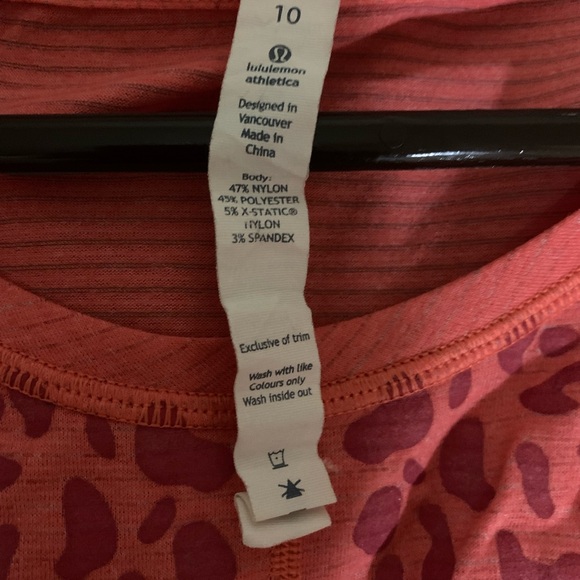 10
lululemon
athletica
Designed in
Vancouver
Made in
China
Body:
47% NYLON
45% POLYESTER
5% X-STATIC®
NYLON
3% SPANDEX
Exclusive of trim
Wash with like
Colours only
Wash inside out